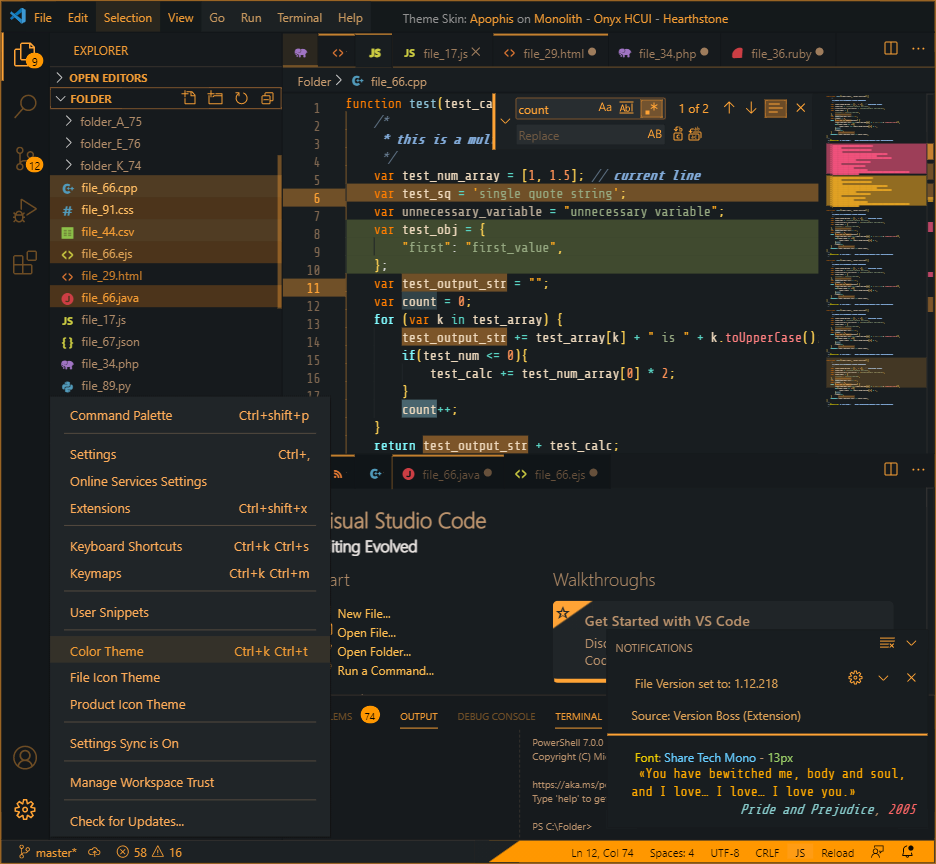 File Edit Selection View Go Run Terminal Help
Theme Skin: Apophis on Monolith - Onyx HCUI - Hearthstone
EXPLORER
OPEN EDITORS
FOLDER
folder_A_75
folder_E_76
folder_K_74
file_66.cpp
file_91.css
file_44.csv
file_66.ejs
file_29.html
file_66.java
file_17.js
file_67.json
file_34.php
file_89.py
9
12
JS
JS file_17.js
file_29.html
file_34.php
file_36.ruby
Folder > file_66.cpp
count
Aa Abl .*
1 of 2
Replace
AB
1 function test(test_ca
2 /*
3 * this is a mul
4 */
5 var test_num_array = [1, 1.5]; // current line
6 var test_sq = 'single quote string';
7 var unnecessary_variable = "unnecessary variable";
8 var test_obj = {
9 "first": "first_value",
10 };
11 var test_output_str = "";
12 var count = 0;
13 for (var k in test_array) {
14 test_output_str += test_array[k] + " is " + k.toUpperCase()
15 if(test_num <= 0){
16 test_calc += test_num_array[0] * 2;
17 }
count++;
}
return test_output_str + test_calc;
Command Palette Ctrl+shift+p
Settings Ctrl+,
Online Services Settings
Extensions Ctrl+shift+x
Keyboard Shortcuts Ctrl+k Ctrl+s
Keymaps Ctrl+k Ctrl+m
User Snippets
Color Theme Ctrl+k Ctrl+t
File Icon Theme
Product Icon Theme
Settings Sync is On
Manage Workspace Trust
Check for Updates...
file_66.java
file_66.ejs
isual Studio Code
iting Evolved
art
New File...
Open File...
Open Folder...
Run a Command...
Walkthroughs
Get Started with VS Code
Disc
Coc
LEMS 74 OUTPUT DEBUG CONSOLE TERMINAL
PowerShell 7.0.0
Copyright (C) Mi
https://aka.ms/p
Type 'help' to ge
PS C:\Folder>
NOTIFICATIONS
File Version set to: 1.12.218
Source: Version Boss (Extension)
Font: Share Tech Mono - 13px
«You have bewitched me, body and soul,
and I love… I love… I love you.»
Pride and Prejudice, 2005
master* 58 16
Ln 12, Col 74 Spaces: 4 UTF-8 CRLF JS Reload